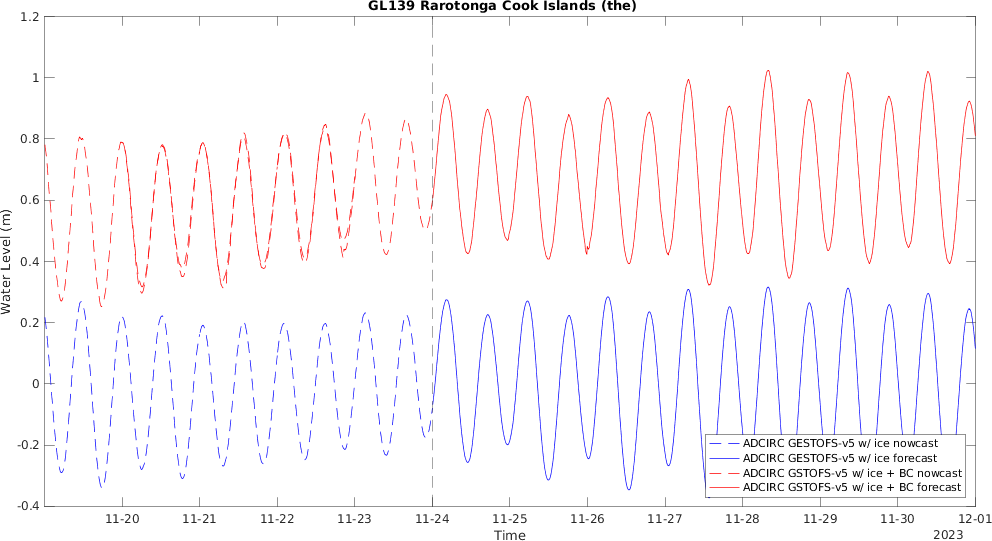 GL139 Rarotonga Cook Islands (the)
Water Level (m)
1.2
1
0.8
0.6
0.4
0.2
0
-0.2
-0.4
ADCIRC GESTOFS-v5 w/ ice nowcast
ADCIRC GESTOFS-v5 w/ ice forecast
ADCIRC GSTOFS-v5 w/ ice + BC nowcast
ADCIRC GSTOFS-v5 w/ ice + BC forecast
11-20 11-21 11-22 11-23 11-24 11-25 11-26 11-27 11-28 11-29 11-30 12-01
Time
2023